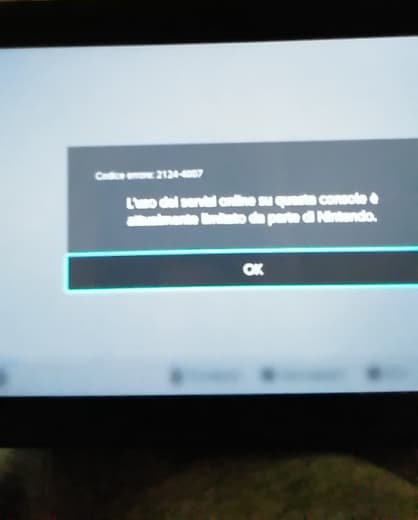 Codice errore: 2124-4007
L'uso dei servizi online su questa console è
attualmente limitato da parte di Nintendo.
OK